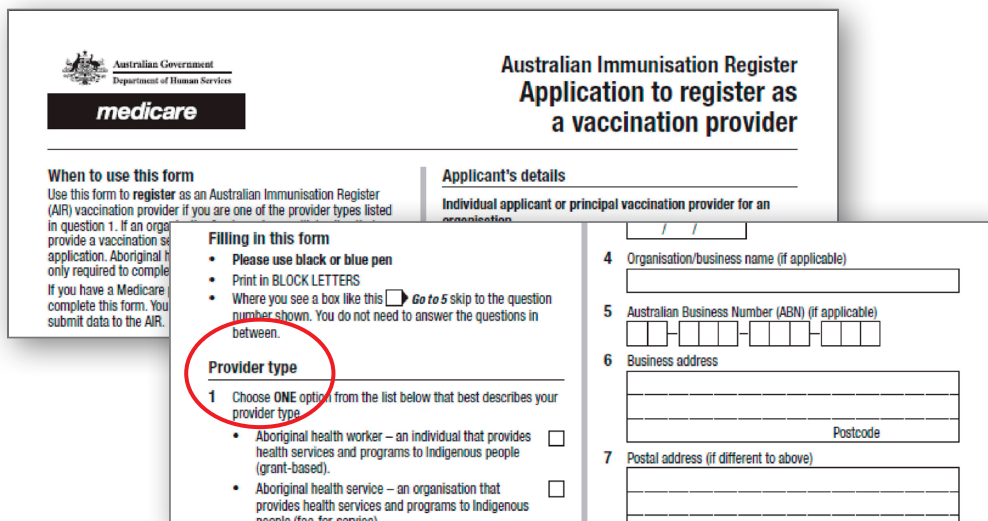 Australian Government
Department of Human Services
medicare
Australian Immunisation Register
Application to register as
a vaccination provider
When to use this form
Use this form to register as an Australian Immunisation Register
(AIR) vaccination provider if you are one of the provider types listed
in question 1. If an orga
provide a vaccination se
application. Aboriginal h
only required to comple
If you have a Medicare
complete this form. You
submit data to the AIR.
Applicant's details
Individual applicant or principal vaccination provider for an
organisation
Filling in this form
• Please use black or blue pen
• Print in BLOCK LETTERS
• Where you see a box like this Go to 5 skip to the question
number shown. You do not need to answer the questions in
between.
Provider type
1 Choose ONE option from the list below that best describes your
provider type.
• Aboriginal health worker – an individual that provides
health services and programs to Indigenous people
(grant-based).
• Aboriginal health service – an organisation that
provides health services and programs to Indigenous
people (fee-for-service)
/ /
4 Organisation/business name (if applicable)
5 Australian Business Number (ABN) (if applicable)
6 Business address
Postcode
7 Postal address (if different to above)